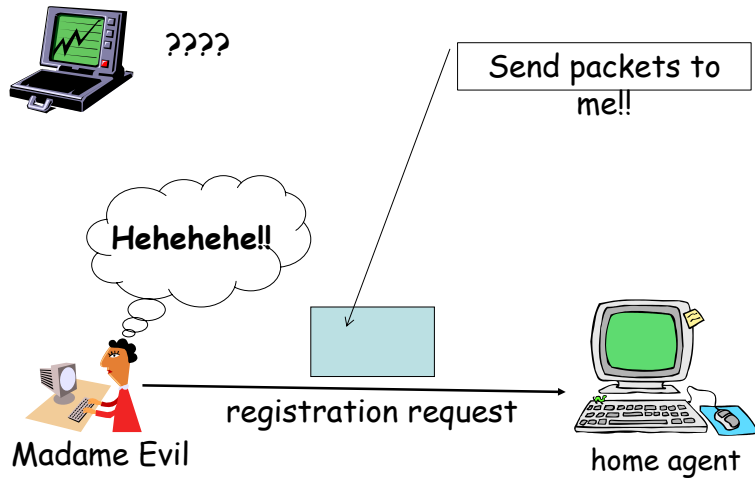 ????
Send packets to
me!!
Hehehehe!!
registration request
Madame Evil
home agent